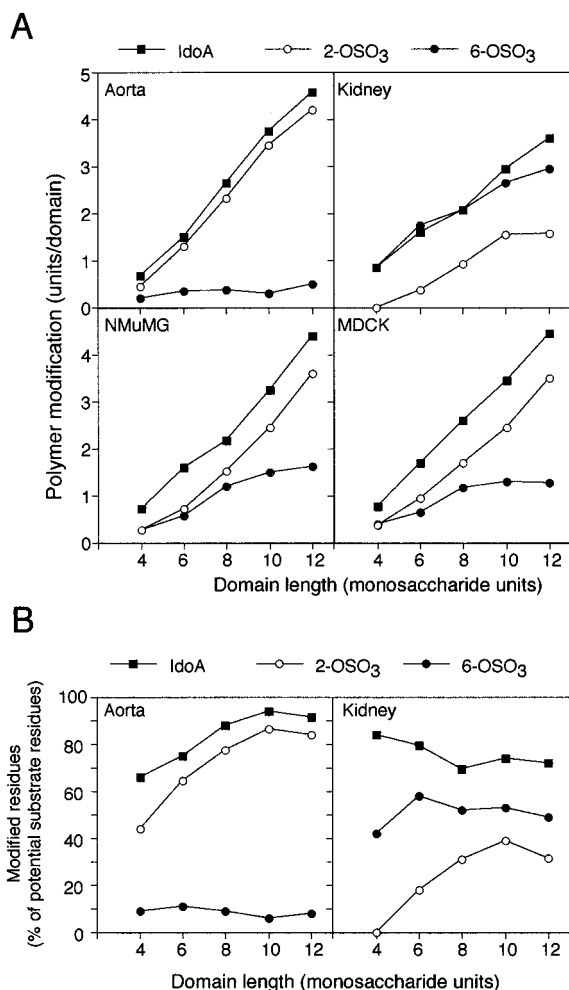 A
IdoA 2-OSO3 6-OSO3
Aorta Kidney
5
4
3
2
1
0
NMuMG MDCK
4
3
2
1
0
Polymer modification (units/domain)
4 6 8 10 12 4 6 8 10 12
Domain length (monosaccharide units)
B
IdoA 2-OSO3 6-OSO3
Aorta Kidney
100
80
60
40
20
0
Modified residues
(% of potential substrate residues)
4 6 8 10 12 4 6 8 10 12
Domain length (monosaccharide units)